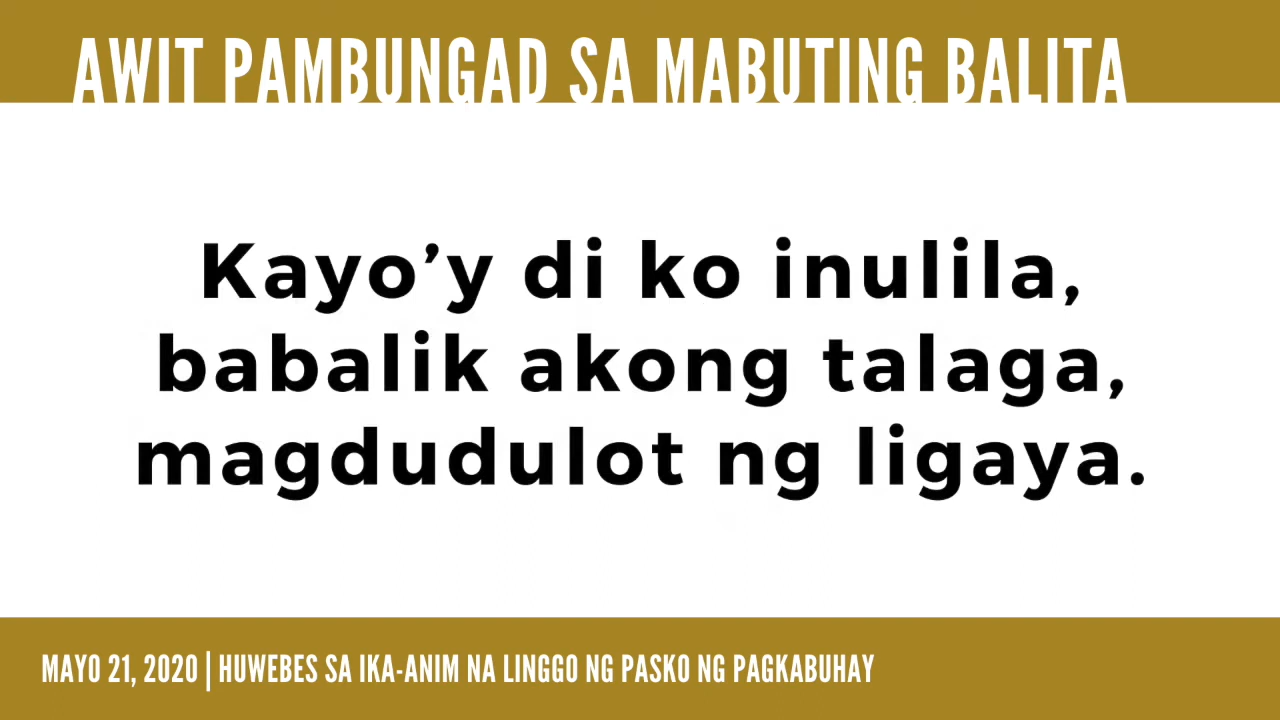 AWIT PAMBUNGAD SA MABUTING BALITA
Kayo’y di ko inulila,
babalik akong talaga,
magdudulot ng ligaya.
MAYO 21, 2020 | HUWEBES SA IKA-ANIM NA LINGGO NG PASKO NG PAGKABUHAY